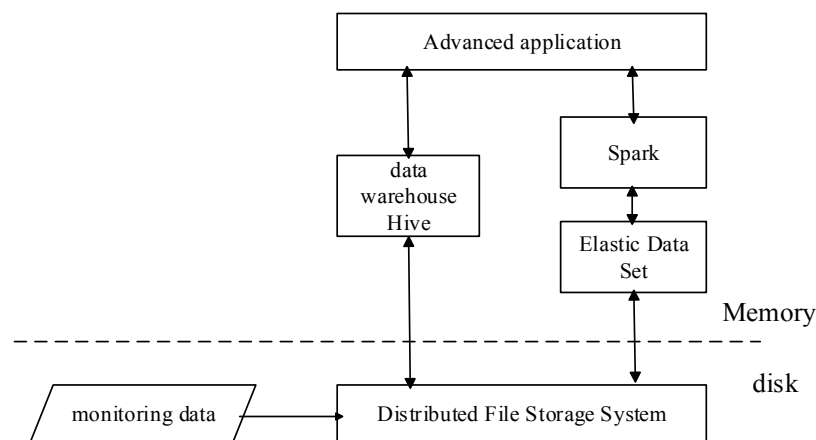 Advanced application
Spark
data
warehouse
Hive
Elastic Data
Set
Memory
disk
monitoring data
Distributed File Storage System